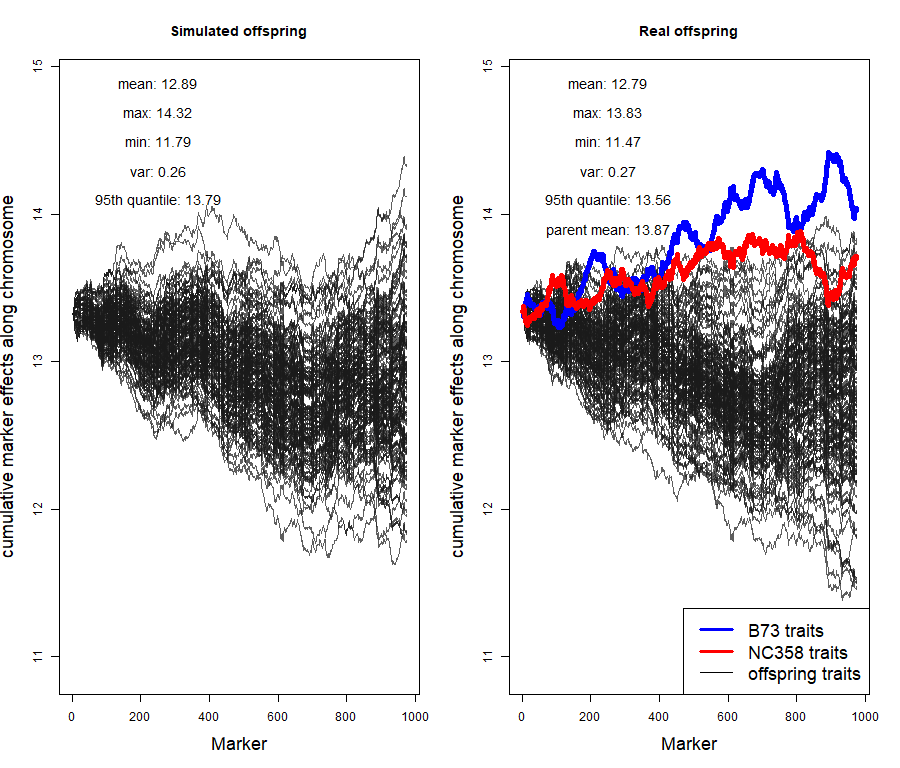 Simulated offspring
mean: 12.89
max: 14.32
min: 11.79
var: 0.26
95th quantile: 13.79
cumulative marker effects along chromosome
15
14
13
12
11
0 200 400 600 800 1000
Marker
Real offspring
mean: 12.79
max: 13.83
min: 11.47
var: 0.27
95th quantile: 13.56
parent mean: 13.87
cumulative marker effects along chromosome
15
14
13
12
11
B73 traits
NC358 traits
offspring traits
0 200 400 600 800 1000
Marker